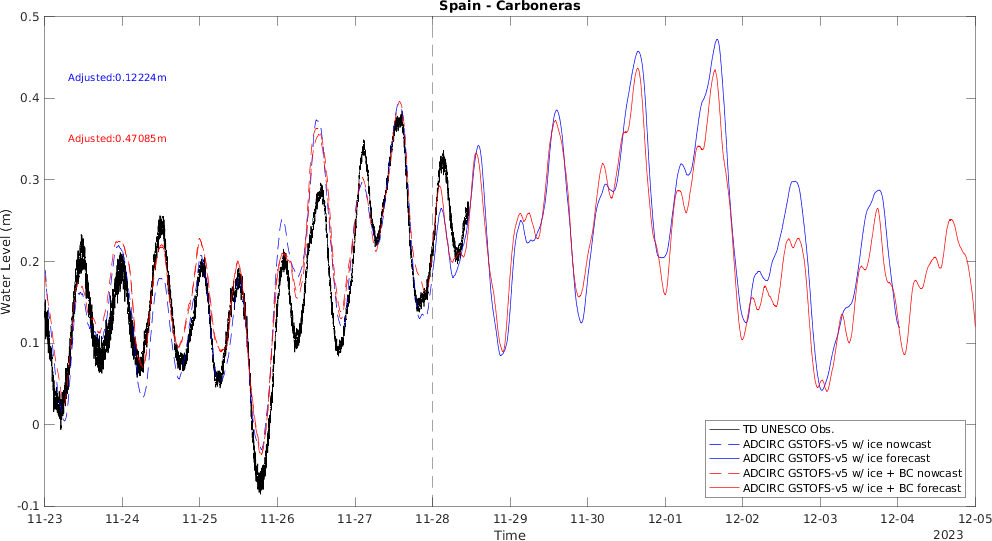 Spain - Carboneras
0.5
0.4
0.3
0.2
0.1
0
-0.1
Water Level (m)
Adjusted:0.12224m
Adjusted:0.47085m
TD UNESCO Obs.
ADCIRC GSTOFS-v5 w/ ice nowcast
ADCIRC GSTOFS-v5 w/ ice forecast
ADCIRC GSTOFS-v5 w/ ice + BC nowcast
ADCIRC GSTOFS-v5 w/ ice + BC forecast
11-23 11-24 11-25 11-26 11-27 11-28 11-29 11-30 12-01 12-02 12-03 12-04 12-05
Time
2023